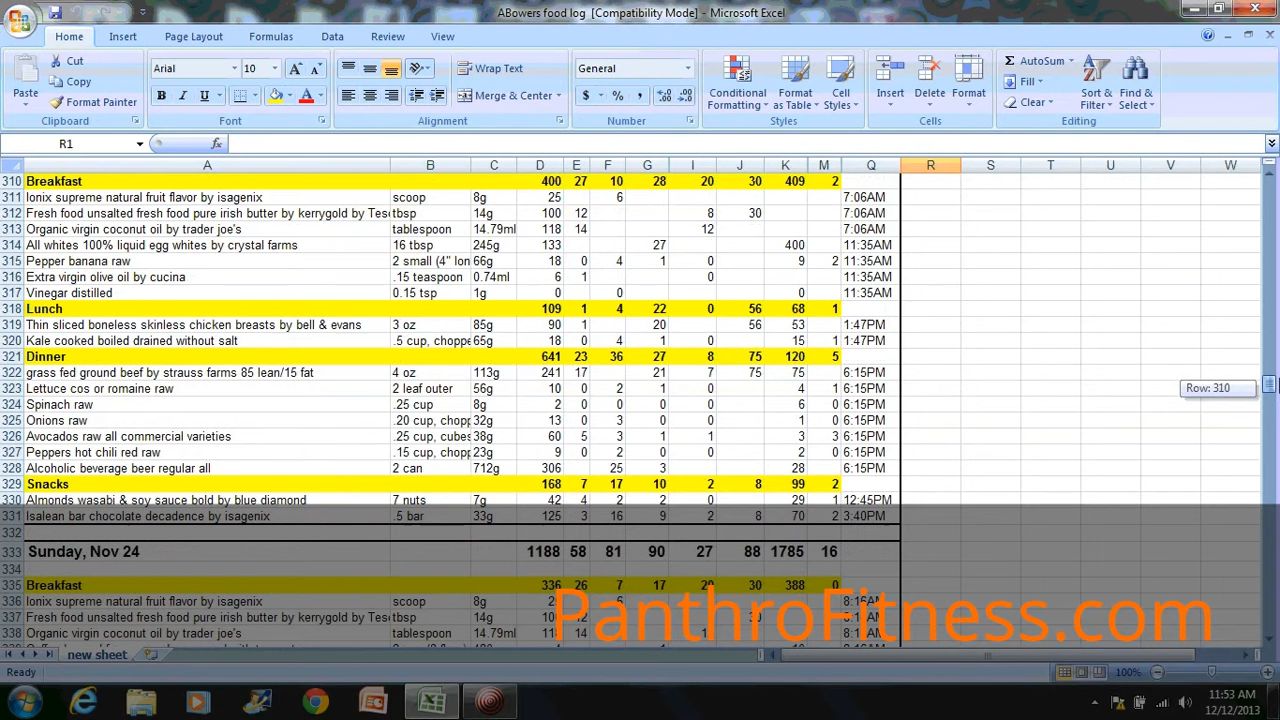 ABowers food log [Compatibility Mode] - Microsoft Excel
Home Insert Page Layout Formulas Data Review View
Cut
Copy
Format Painter
Paste
Clipboard
Arial 10
B I U
Font
Wrap Text
Merge & Center
Alignment
General
$ % ,
Number
Conditional Formatting
Format as Table
Cell Styles
Styles
Insert Delete Format
Cells
AutoSum
Fill
Clear
Sort & Filter
Find & Select
Editing
R1 fx
A B C D E F G I J K M Q R S T U V W
310 Breakfast 400 27 10 28 20 30 409 2
311 Ionix supreme natural fruit flavor by isagenix scoop 8g 25 6 7:06AM
312 Fresh food unsalted fresh food pure irish butter by kerrygold by Tes tbsp 14g 100 12 8 30 7:06AM
313 Organic virgin coconut oil by trader joe's tablespoon 14.79ml 118 14 12 7:06AM
314 All whites 100% liquid egg whites by crystal farms 16 tbsp 245g 133 27 400 11:35AM
315 Pepper banana raw 2 small (4" lon 66g 18 0 4 1 0 9 2 11:35AM
316 Extra virgin olive oil by cucina .15 teaspoon 0.74ml 6 1 0 11:35AM
317 Vinegar distilled 0.15 tsp 1g 0 0 0 11:35AM
318 Lunch 109 1 4 22 0 56 68 1
319 Thin sliced boneless skinless chicken breasts by bell & evans 3 oz 85g 90 1 20 56 53 1:47PM
320 Kale cooked boiled drained without salt .5 cup, choppe 65g 18 0 4 1 0 15 1 1:47PM
321 Dinner 641 23 36 27 8 75 120 5
322 grass fed ground beef by strauss farms 85 lean/15 fat 4 oz 113g 241 17 21 7 75 75 6:15PM
323 Lettuce cos or romaine raw 2 leaf outer 56g 10 0 2 1 0 4 1 6:15PM
324 Spinach raw .25 cup 8g 2 0 0 0 0 6 0 6:15PM
325 Onions raw .20 cup, chopp 32g 13 0 3 0 0 0 0 6:15PM
326 Avocados raw all commercial varieties .25 cup, cubes 38g 60 5 3 1 1 3 3 6:15PM
327 Peppers hot chili red raw .15 cup, chopp 23g 9 0 2 0 0 2 0 6:15PM
328 Alcoholic beverage beer regular all 2 can 712g 306 25 3 28 6:15PM
329 Snacks 168 7 17 10 2 8 99 2
330 Almonds wasabi & soy sauce bold by blue diamond 7 nuts 7g 42 4 2 2 0 29 1 12:45PM
331 Isalean bar chocolate decadence by isagenix .5 bar 33g 125 3 16 9 2 8 70 2 3:40PM
332
333 Sunday, Nov 24 1188 58 81 90 27 88 1785 16
334
335 Breakfast 336 26 7 17 20 30 388 0
336 Ionix supreme natural fruit flavor by isagenix scoop 8g 6
337 Fresh food unsalted fresh food pure irish butter by kerrygold by Tes tbsp 14g
338 Organic virgin coconut oil by trader joe's tablespoon 14.79ml
Row: 310
PanthroFitness.com
new sheet
Ready 100%
11:53 AM
12/12/2013